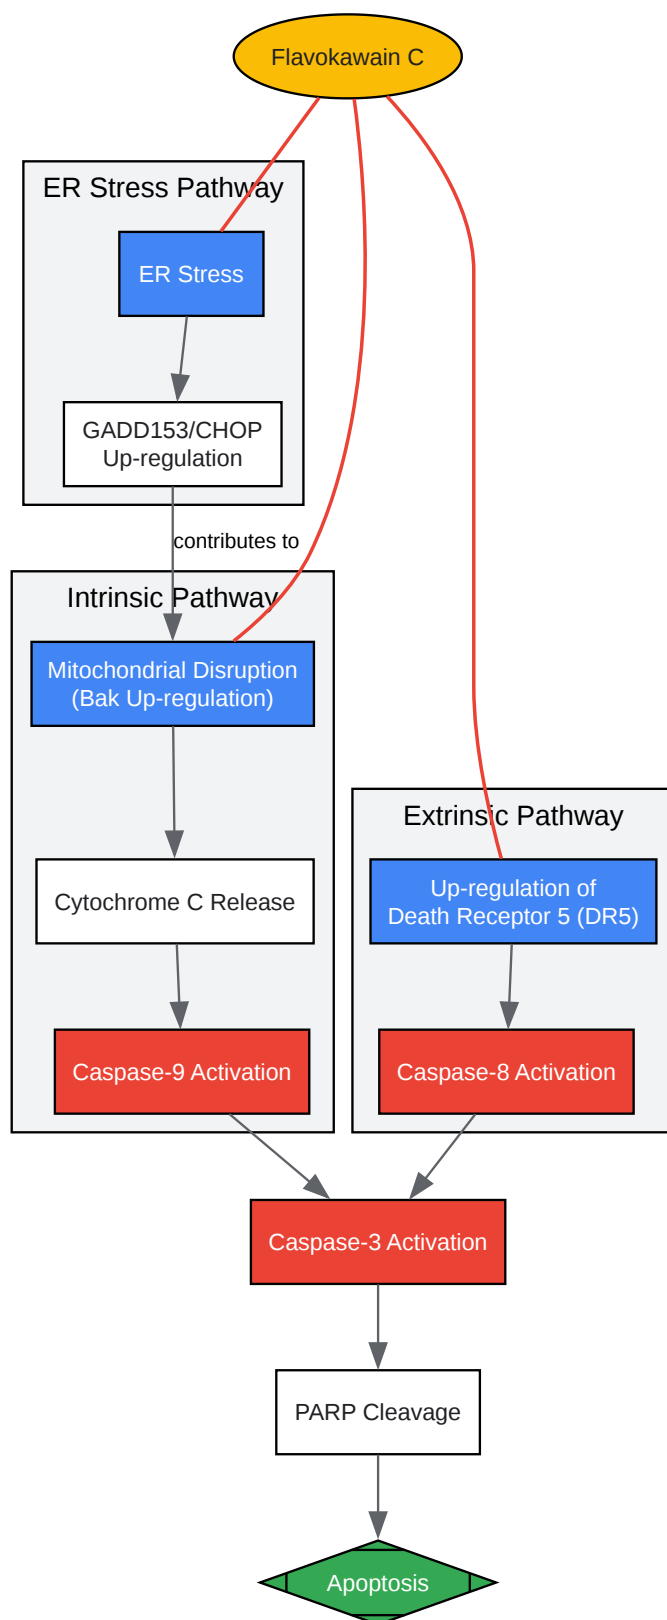 Flavokawain C
ER Stress Pathway
ER Stress
GADD153/CHOP
Up-regulation
contributes to
Intrinsic Pathway
Mitochondrial Disruption
(Bak Up-regulation)
Extrinsic Pathway
Cytochrome C Release
Up-regulation of
Death Receptor 5 (DR5)
Caspase-9 Activation
Caspase-8 Activation
Caspase-3 Activation
PARP Cleavage
Apoptosis